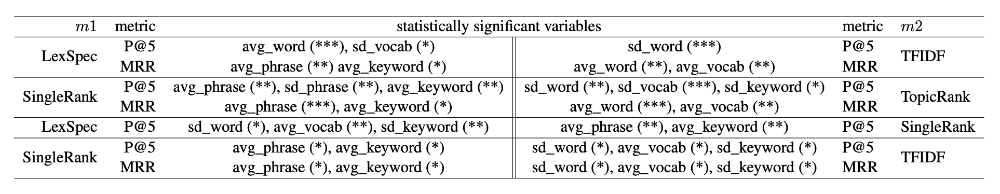 m1 metric statistically significant variables metric m2
LexSpec P@5 avg_word (***), sd_vocab (*) sd_word (***) P@5 TFIDF
MRR avg_phrase (**) avg_keyword (*) avg_word (**), avg_vocab (**) MRR
SingleRank P@5 avg_phrase (**), sd_phrase (**), avg_keyword (**) sd_word (**), sd_vocab (***), sd_keyword (*) P@5 TopicRank
MRR avg_phrase (***), avg_keyword (*) avg_word (***), avg_vocab (**) MRR
LexSpec P@5 sd_word (*), avg_vocab (**), sd_keyword (**) avg_phrase (**), avg_keyword (**) P@5 SingleRank
SingleRank P@5 avg_phrase (*), avg_keyword (*) sd_word (*), avg_vocab (*), sd_keyword (*) P@5 TFIDF
MRR avg_phrase (*), avg_keyword (*) sd_word (*), avg_vocab (*), sd_keyword (*) MRR